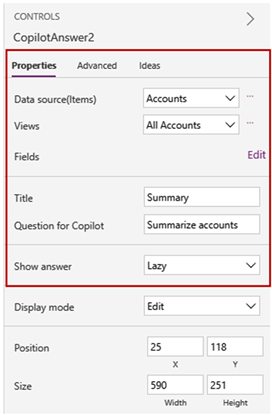 CONTROLS
CopilotAnswer2
Properties Advanced Ideas
Data source(Items) Accounts ...
Views All Accounts ...
Fields Edit
Title Summary
Question for Copilot Summarize accounts
Show answer Lazy
Display mode Edit
Position 25 118
X Y
Size 590 251
Width Height